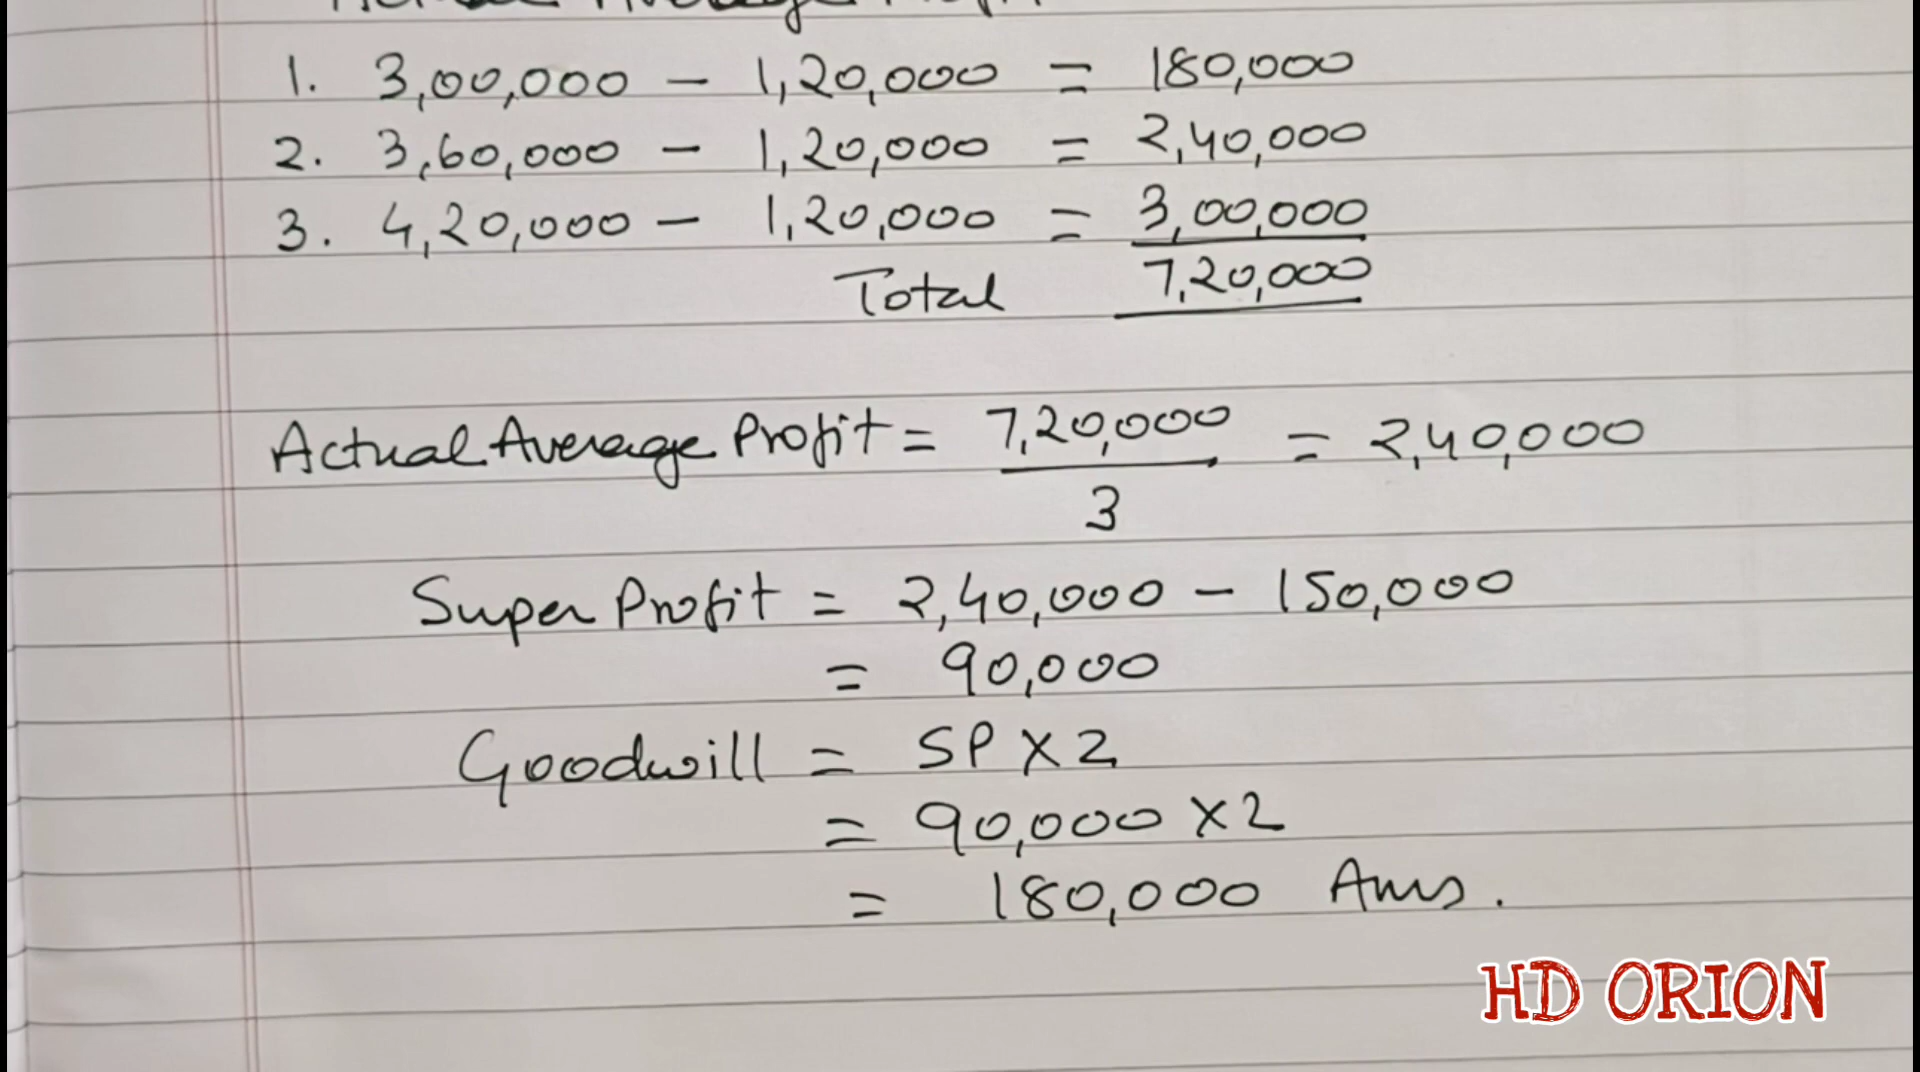 Actual Average Profit
1. 3,00,000 - 1,20,000 = 180,000
2. 3,60,000 - 1,20,000 = 2,40,000
3. 4,20,000 - 1,20,000 = 3,00,000
Total 7,20,000
Actual Average Profit = 7,20,000 = 2,40,000
3
Super Profit = 2,40,000 - 150,000
= 90,000
Goodwill = SP X 2
= 90,000 X 2
= 180,000 Ans.
HD ORION